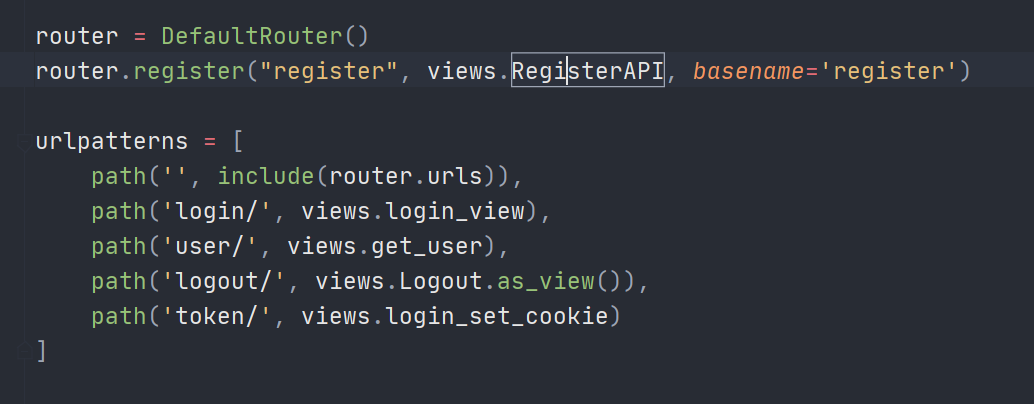 router = DefaultRouter()
router.register("register", views.RegisterAPI, basename='register')
urlpatterns = [
    path('', include(router.urls)),
    path('login/', views.login_view),
    path('user/', views.get_user),
    path('logout/', views.Logout.as_view()),
    path('token/', views.login_set_cookie)
]